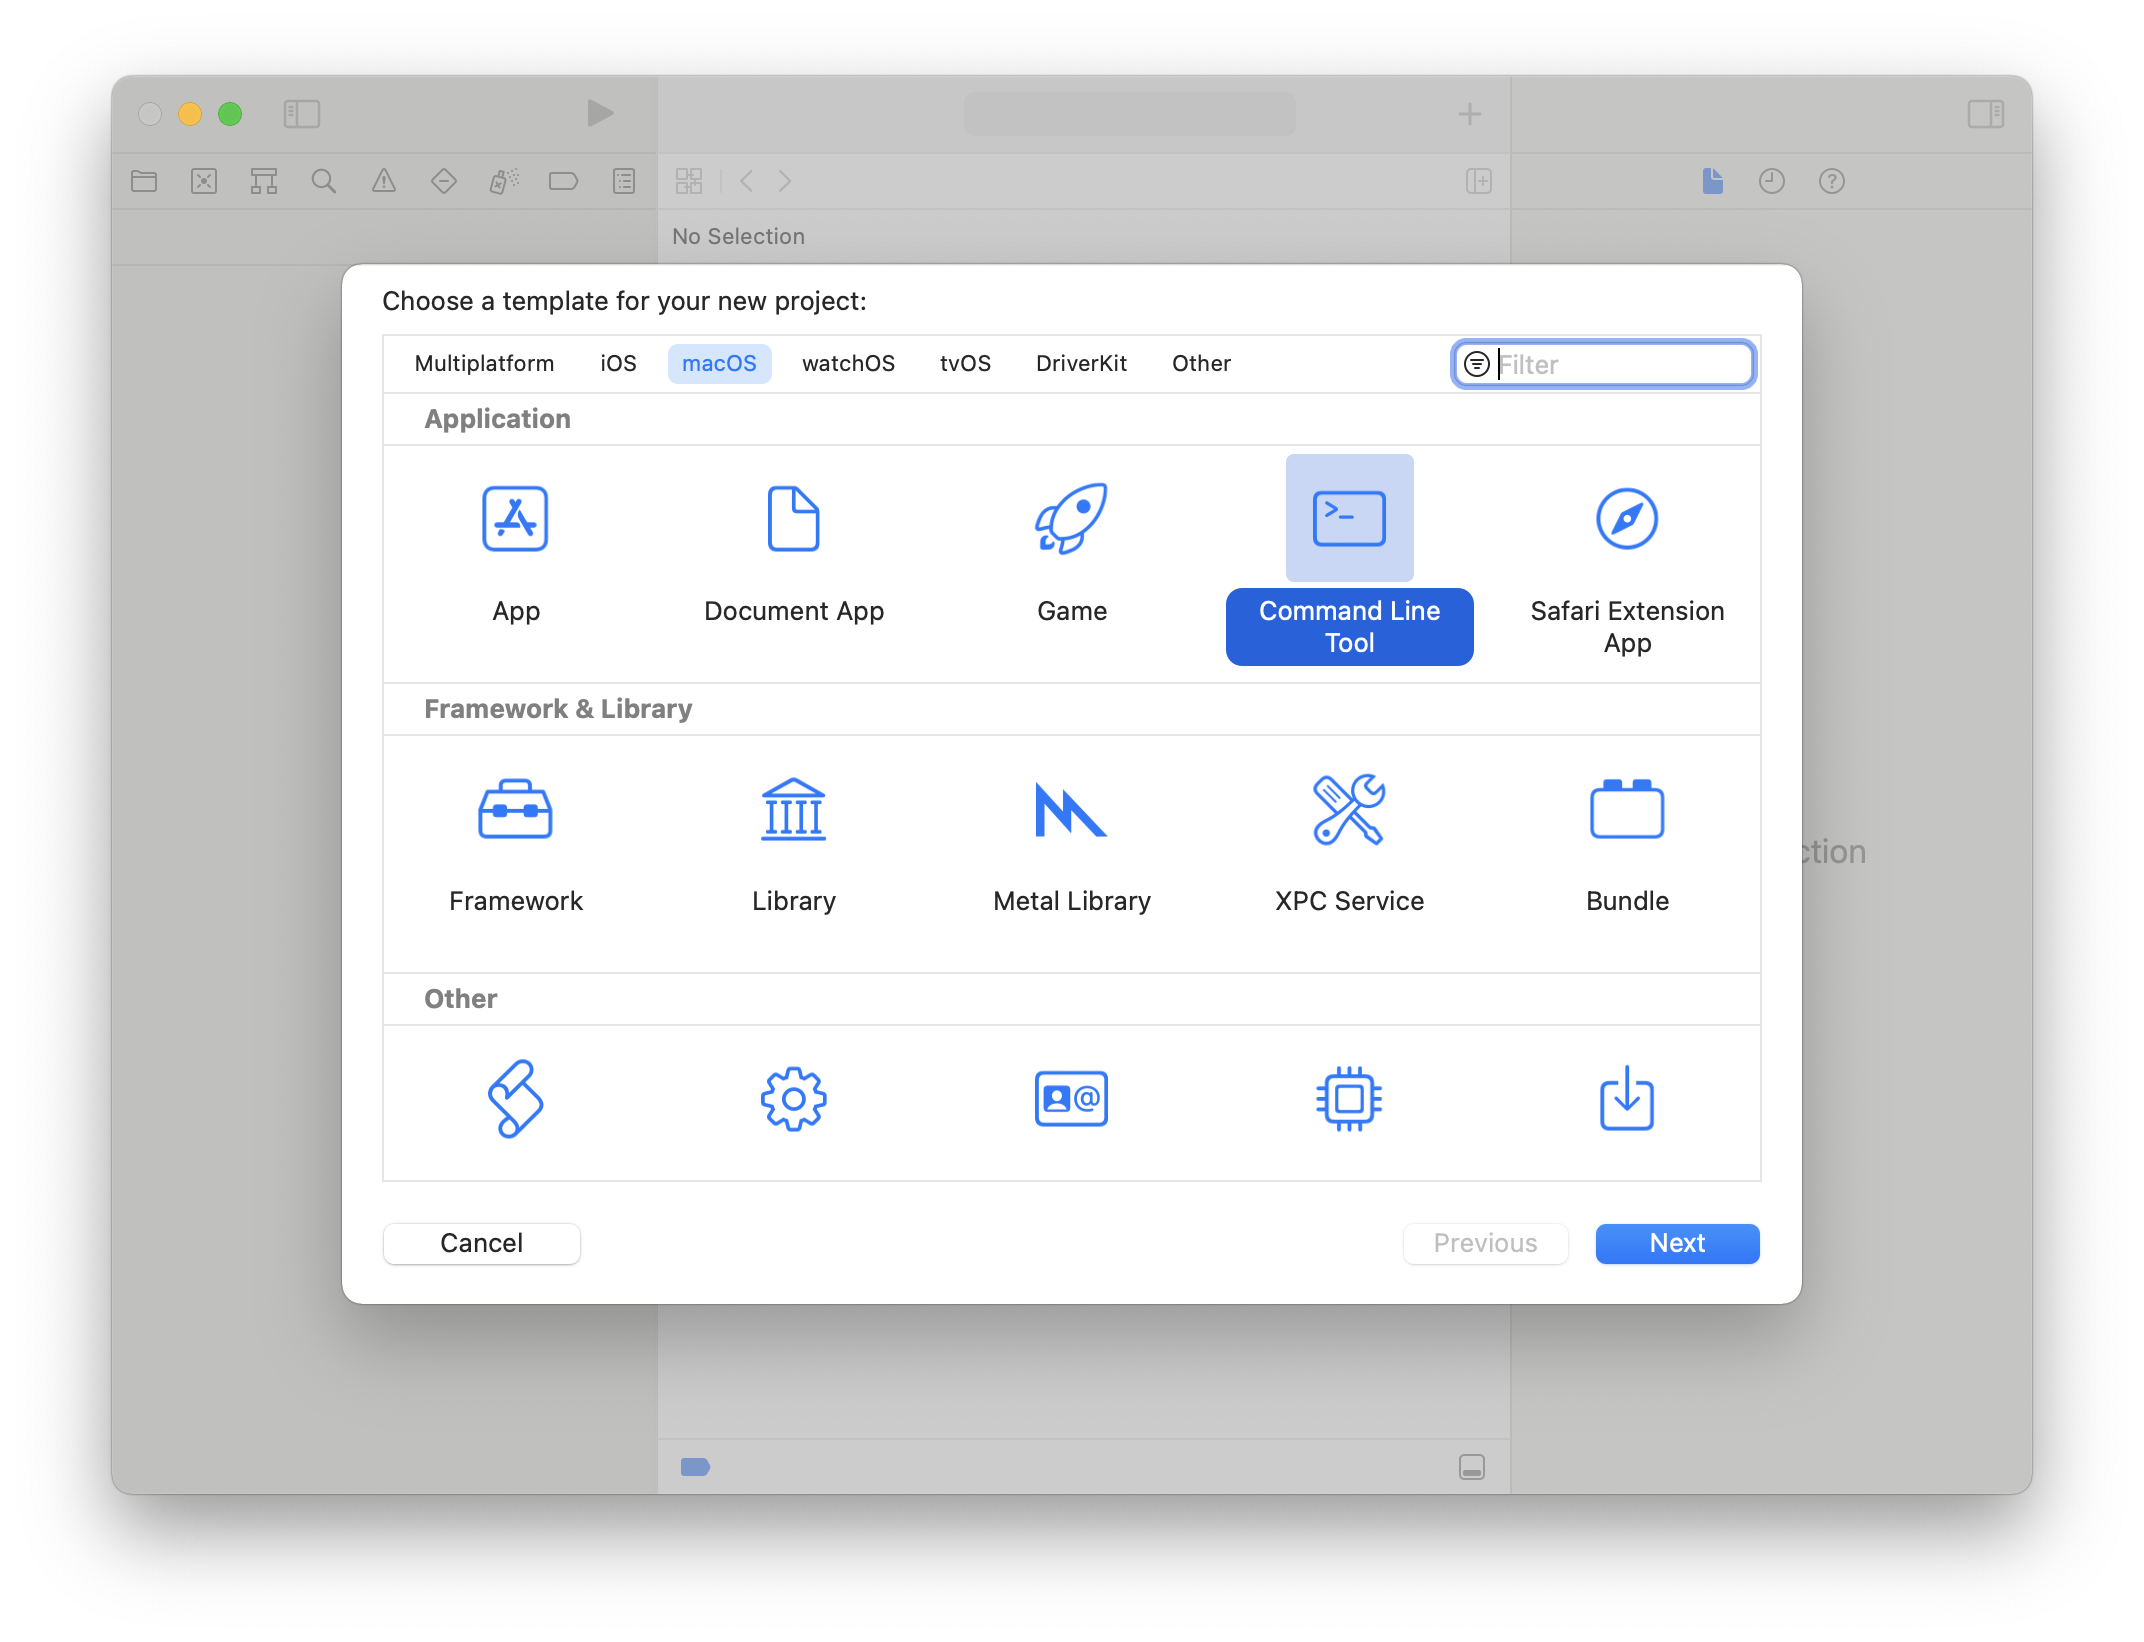 No Selection
Choose a template for your new project:
Multiplatform iOS macOS watchOS tvOS DriverKit Other Filter
Application
App Document App Game Command Line Tool Safari Extension App
Framework & Library
Framework Library Metal Library XPC Service Bundle
Other
Cancel Previous Next